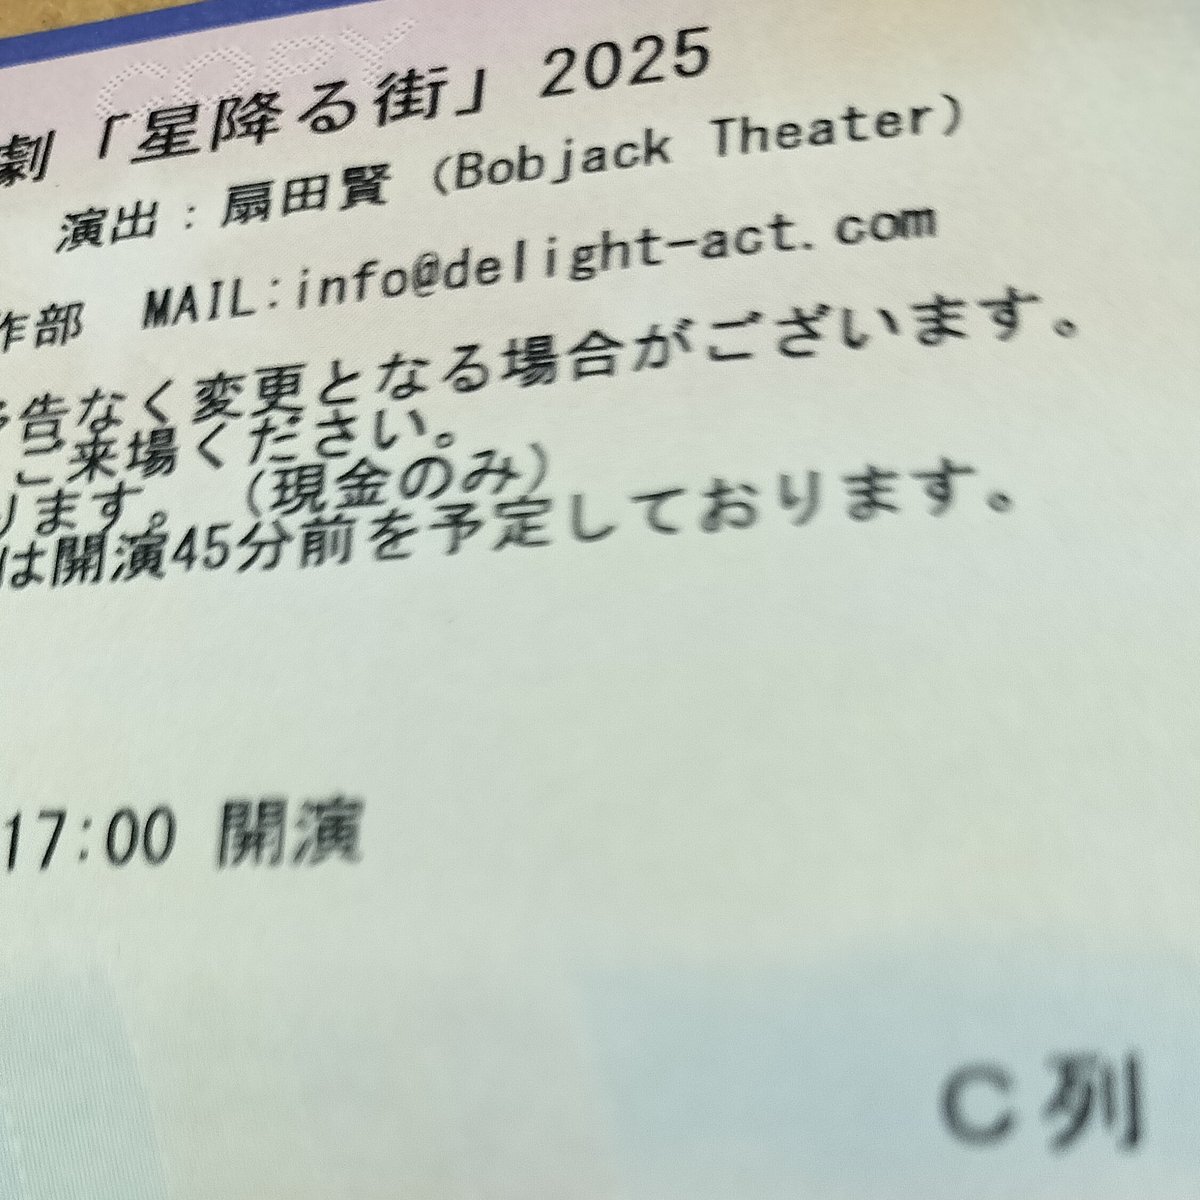 COPY
劇「星降る街」2025
演出：扇田賢（Bobjack Theater）
作部　MAIL:info@delight-act.com
予告なく変更となる場合がございます。
ご来場ください。
ります。（現金のみ）
は開演45分前を予定しております。
17:00 開演
C列